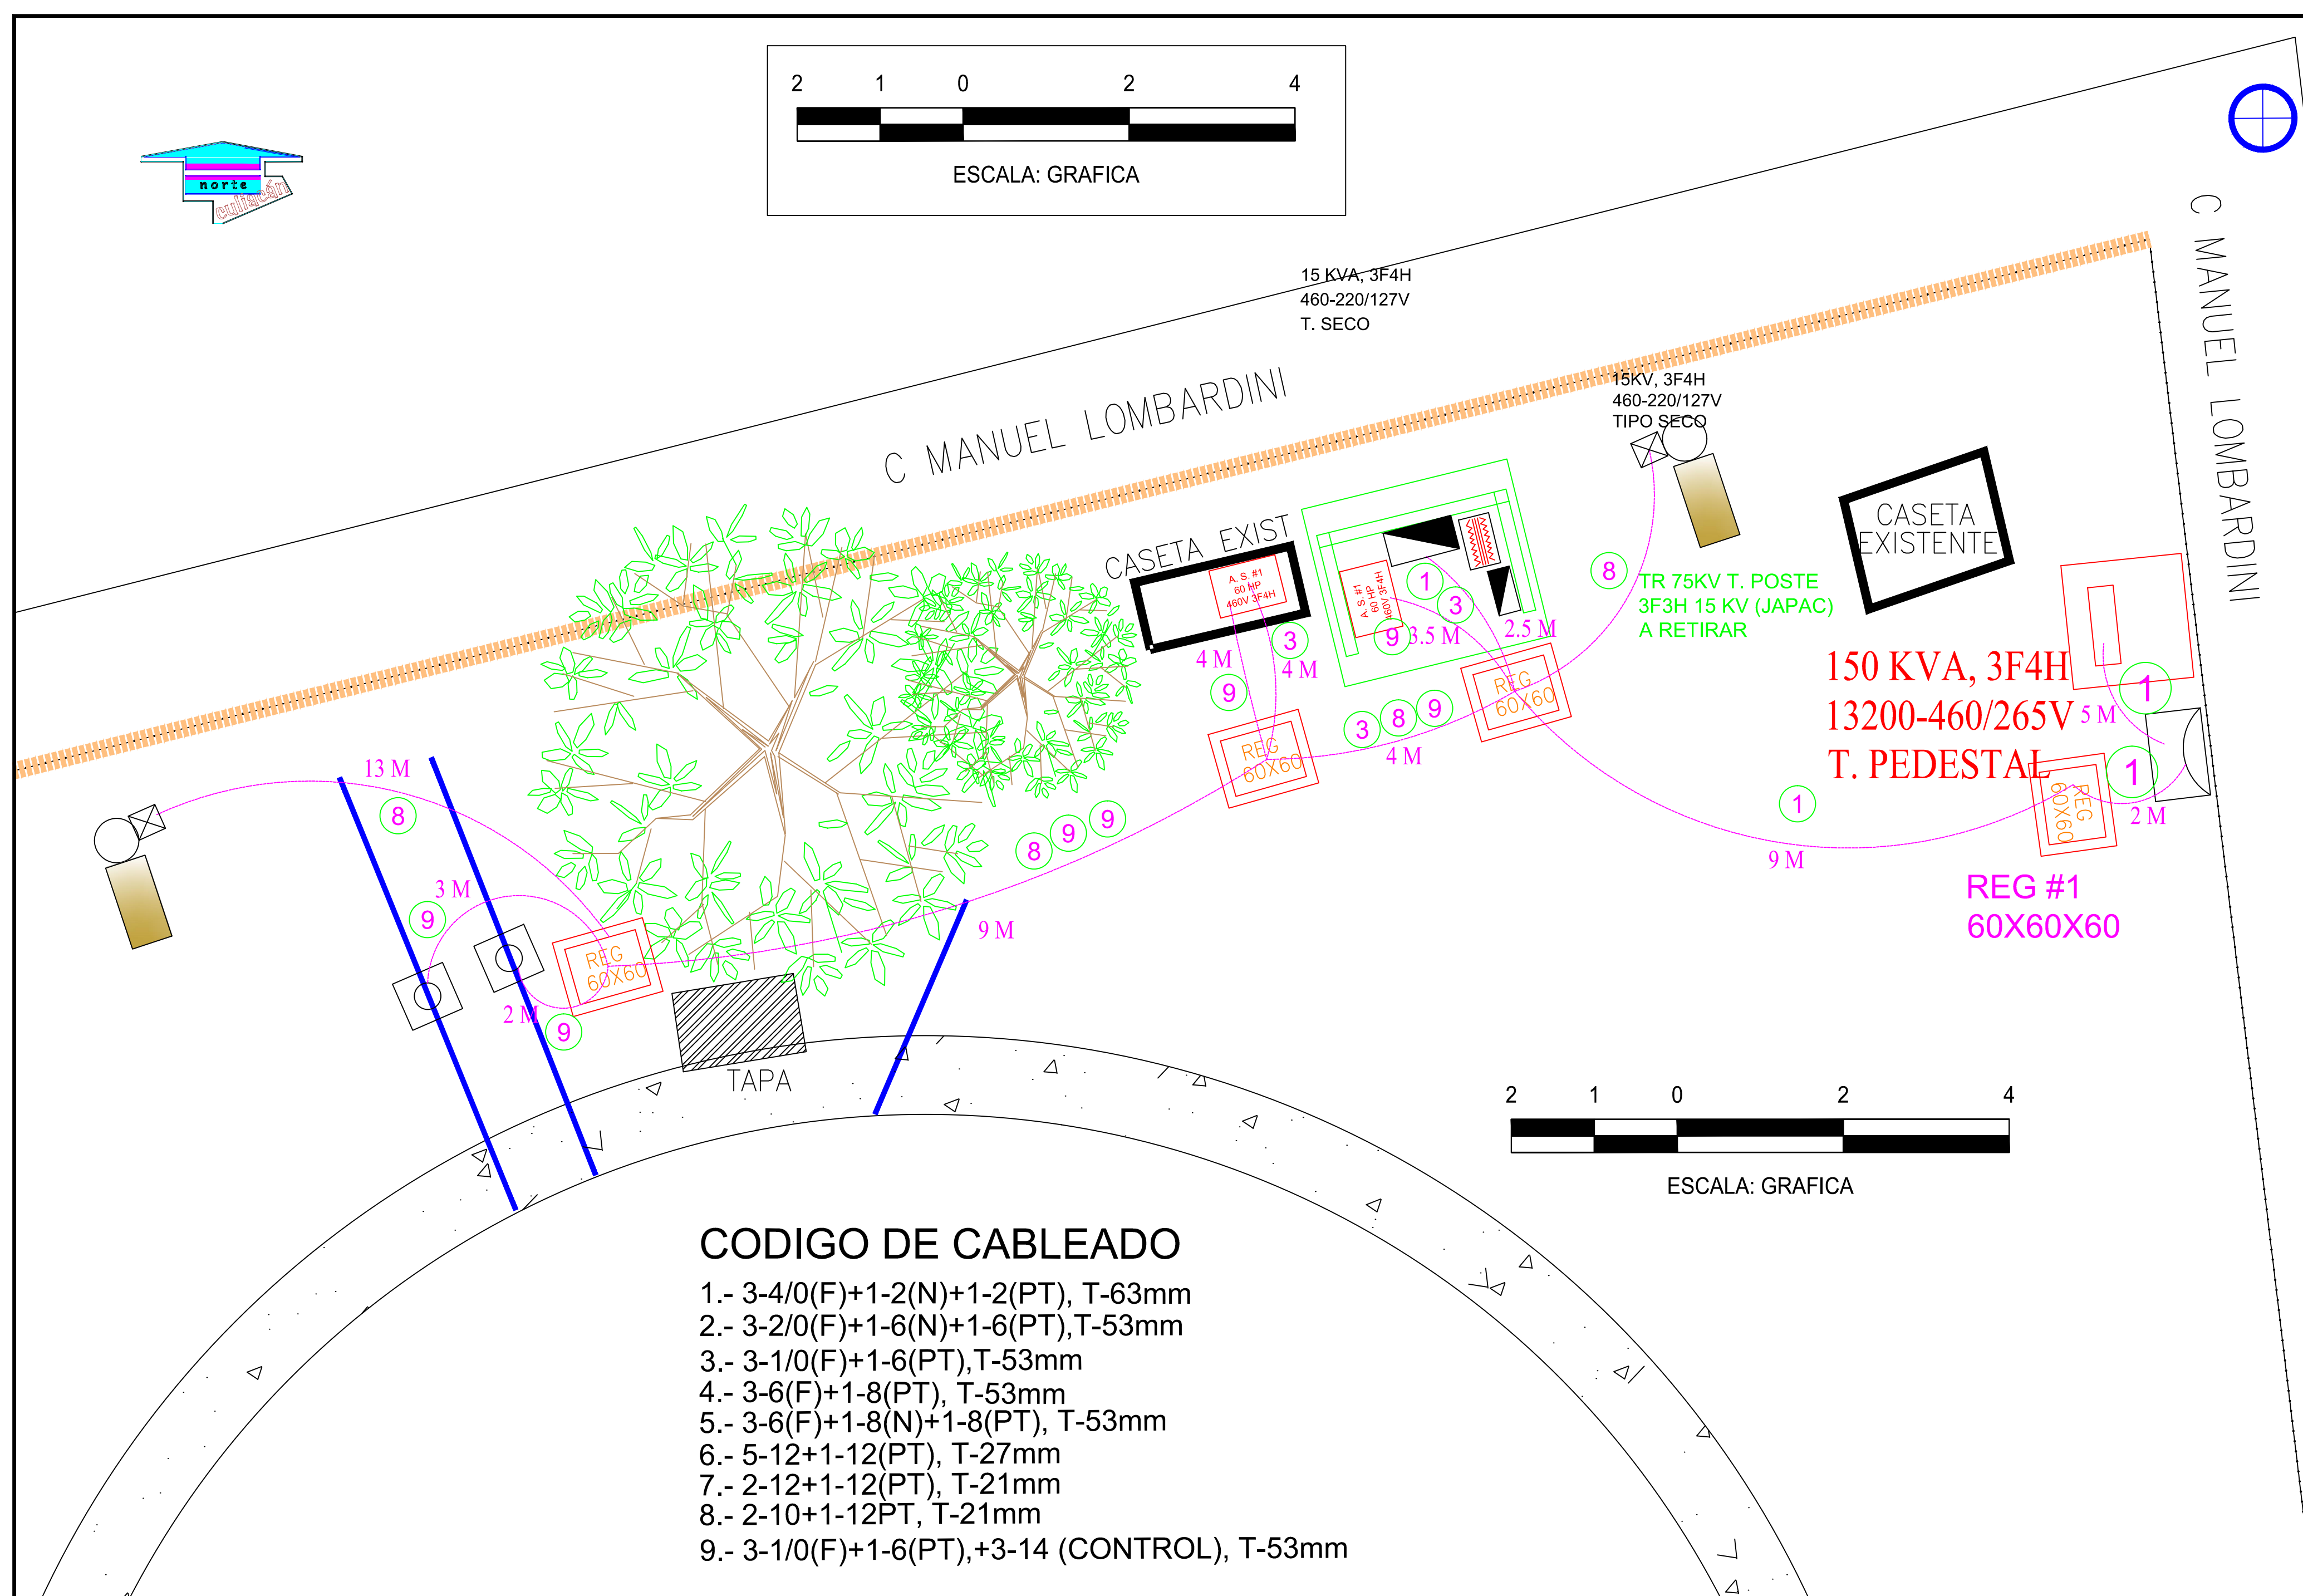 2 1 0 2 4
ESCALA: GRAFICA
norte
culiacán
C MANUEL LOMBARDINI
15 KVA, 3F4H
460-220/127V
T. SECO
15KV, 3F4H
460-220/127V
TIPO SECO
C MANUEL LOMBARDINI
CASETA EXIST
A. S. #1
60 HP
460V 3F4H
A. S. #1
60 HP
460V 3F4H
1
3
9
3.5 M
2.5 M
8
TR 75KV T. POSTE
3F3H 15 KV (JAPAC)
A RETIRAR
CASETA
EXISTENTE
150 KVA, 3F4H
13200-460/265V
T. PEDESTAL
1
5 M
1
2 M
REG
60X60
REG #1
60X60X60
1
9 M
4 M
3
4 M
9
REG
60X60
3 8 9
4 M
REG
60X60
13 M
8
3 M
9
2 M
9
REG
60X60
8 9 9
9 M
TAPA
2 1 0 2 4
ESCALA: GRAFICA
CODIGO DE CABLEADO
1.- 3-4/0(F)+1-2(N)+1-2(PT), T-63mm
2.- 3-2/0(F)+1-6(N)+1-6(PT),T-53mm
3.- 3-1/0(F)+1-6(PT),T-53mm
4.- 3-6(F)+1-8(PT), T-53mm
5.- 3-6(F)+1-8(N)+1-8(PT), T-53mm
6.- 5-12+1-12(PT), T-27mm
7.- 2-12+1-12(PT), T-21mm
8.- 2-10+1-12PT, T-21mm
9.- 3-1/0(F)+1-6(PT),+3-14 (CONTROL), T-53mm